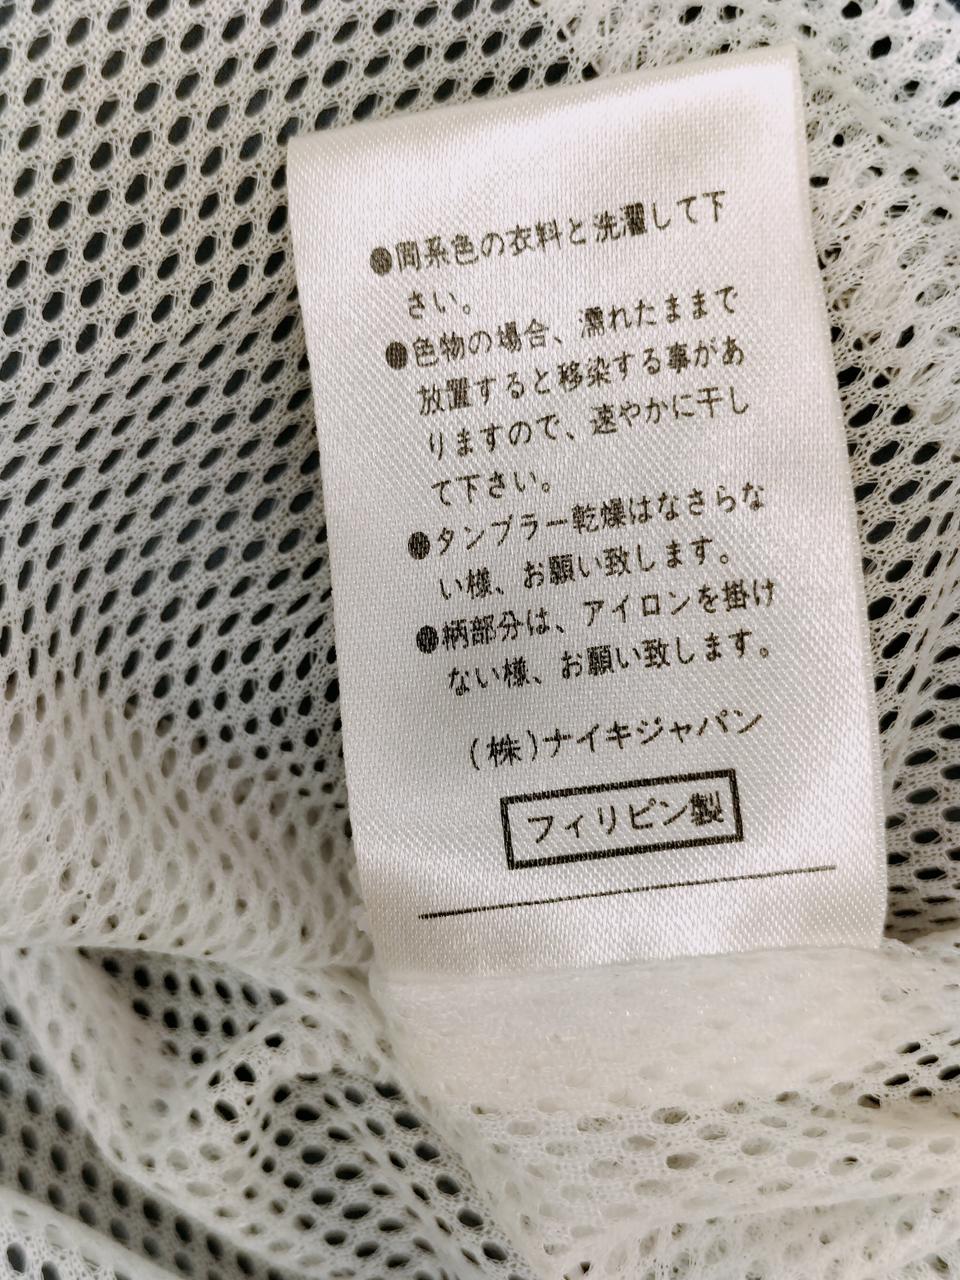 ●間系色の衣料と洗濯して下
さい。
●色物の場合、濡れたままで
放置すると移染する事があ
りますので、速やかに干し
て下さい。
●タンブラー乾燥はなさらな
い様、お願い致します。
●柄部分は、アイロンを掛け
ない様、お願い致します。
(株)ナイキジャパン
フィリピン製